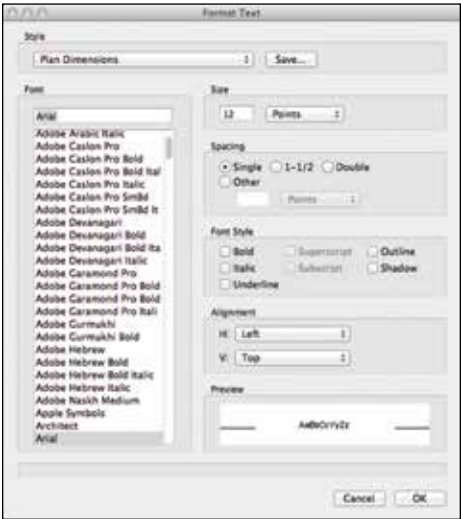 Format Text
Style
Plan Dimensions
Save...
Font
Arial
Adobe Arabic Italic
Adobe Caslon Pro
Adobe Caslon Pro Bold
Adobe Caslon Pro Bold Ital
Adobe Caslon Pro Italic
Adobe Caslon Pro SmBd
Adobe Caslon Pro SmBd It
Adobe Devanagari
Adobe Devanagari Bold
Adobe Devanagari Bold Ita
Adobe Devanagari Italic
Adobe Garamond Pro
Adobe Garamond Pro Bold
Adobe Garamond Pro Bold
Adobe Garamond Pro Itali
Adobe Gurmukhi
Adobe Gurmukhi Bold
Adobe Hebrew
Adobe Hebrew Bold
Adobe Hebrew Bold Italic
Adobe Hebrew Italic
Adobe Naskh Medium
Apple Symbols
Architect
Arial
Size
12 Points
Spacing
Single 1-1/2 Double
Other
Points
Font Style
Bold Superscript Outline
Italic Subscript Shadow
Underline
Alignment
H: Left
V: Top
Preview
AaBbCcYyZz
Cancel OK